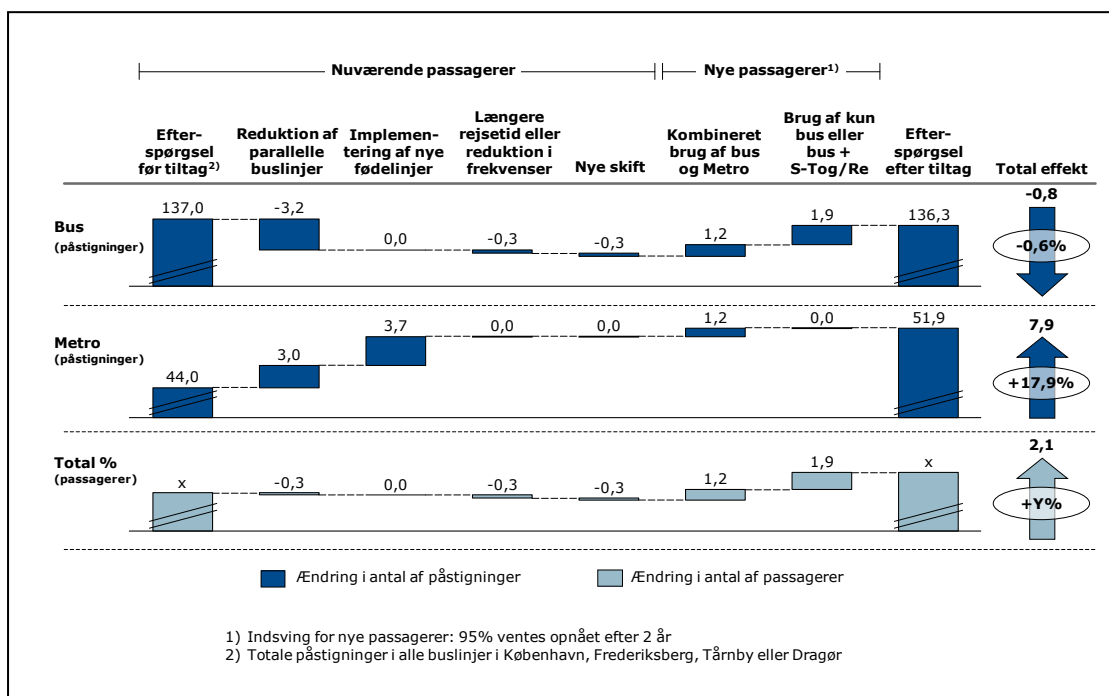 Nuværende passagerer
Nye passagerer1)
Efter-
spørgsel
før tiltag2)
Reduktion af
parallelle
buslinjer
Implemen-
tering af nye
fødelinjer
Længere
rejsetid eller
reduktion i
frekvenser
Nye skift
Kombineret
brug af bus
og Metro
Brug af kun
bus eller
bus +
S-Tog/Re
Efter-
spørgsel
efter tiltag
Total effekt
Bus
(påstigninger)
137,0
-3,2
0,0
-0,3
-0,3
1,2
1,9
136,3
-0,8
-0,6%
Metro
(påstigninger)
44,0
3,0
3,7
0,0
0,0
1,2
0,0
51,9
7,9
+17,9%
Total %
(passagerer)
x
-0,3
0,0
-0,3
-0,3
1,2
1,9
x
2,1
+Y%
Ændring i antal af påstigninger
Ændring i antal af passagerer
1) Indsving for nye passagerer: 95% ventes opnået efter 2 år
2) Totale påstigninger i alle buslinjer i København, Frederiksberg, Tårnby eller Dragør